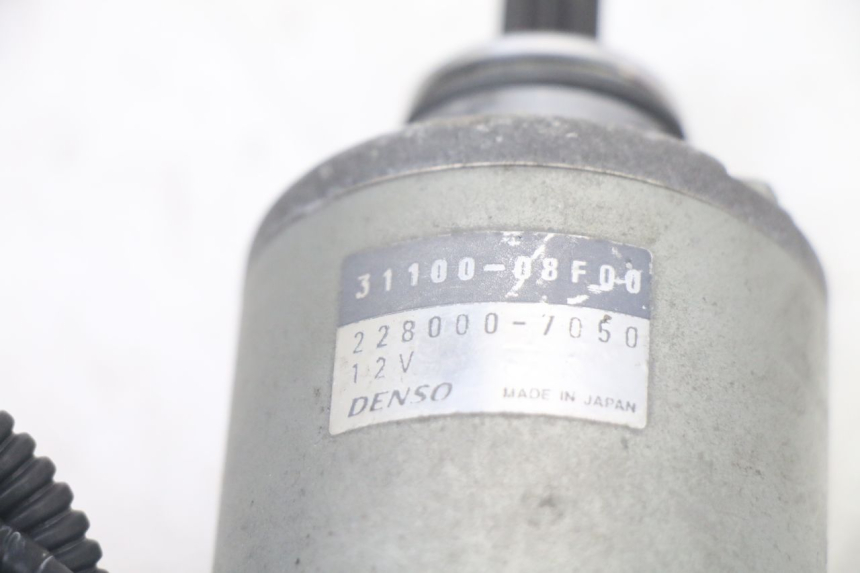 31100-08F00
228000-7050
12V
DENSO MADE IN JAPAN